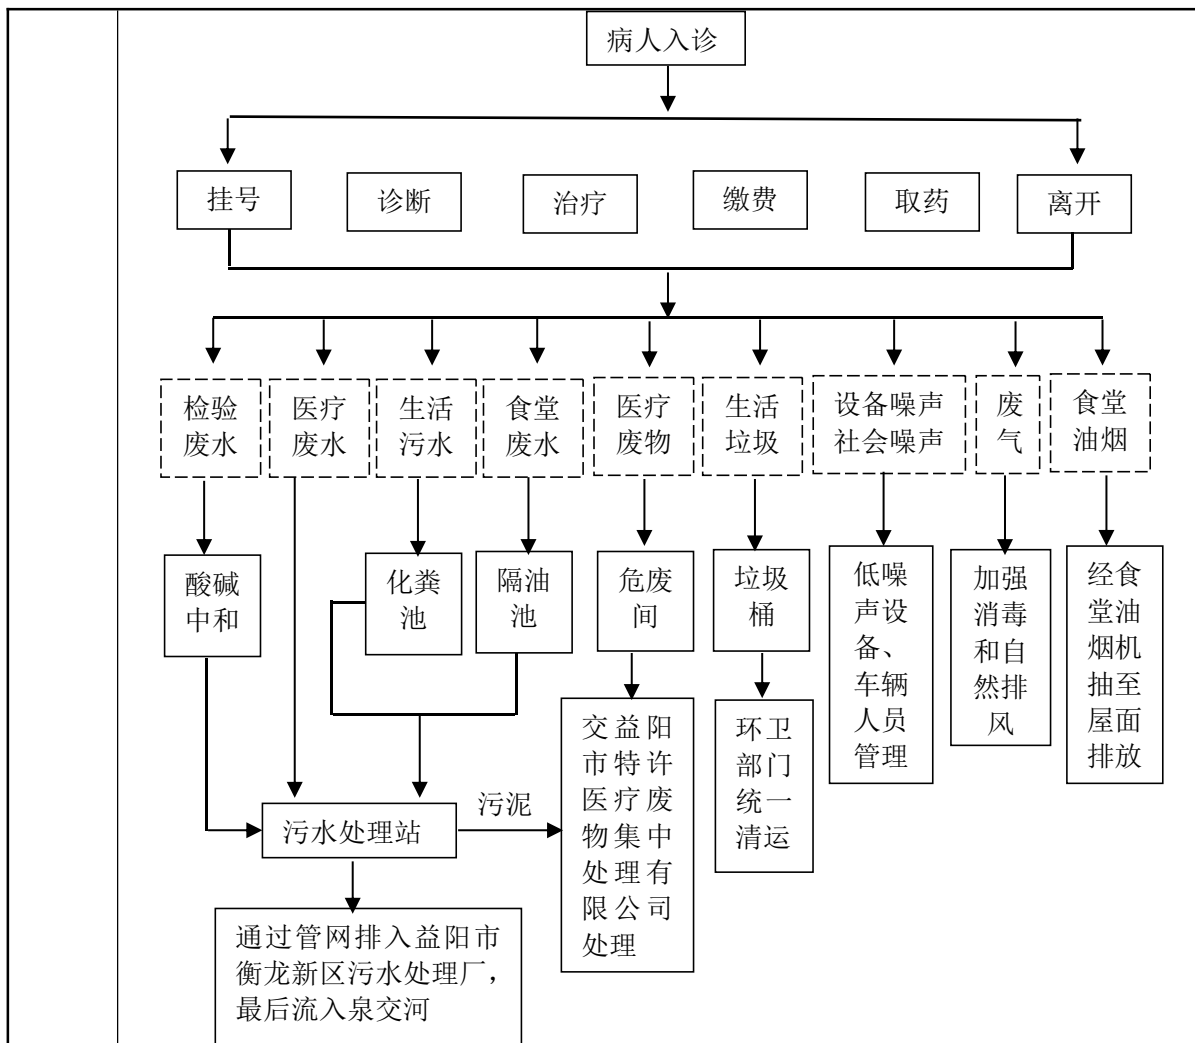 病人入诊
挂号
诊断
治疗
缴费
取药
离开
检验
废水
医疗
废水
生活
污水
食堂
废水
医疗
废物
生活
垃圾
设备噪声
社会噪声
废
气
食堂
油烟
酸碱
中和
化粪
池
隔油
池
危废
间
垃圾
桶
低噪
声设
备、
车辆
人员
管理
加强
消毒
和自
然排
风
经食
堂油
烟机
抽至
屋面
排放
交益阳
市特许
医疗废
物集中
处理有
限公司
处理
环卫
部门
统一
清运
污水处理站
污泥
通过管网排入益阳市
衡龙新区污水处理厂，
最后流入泉交河